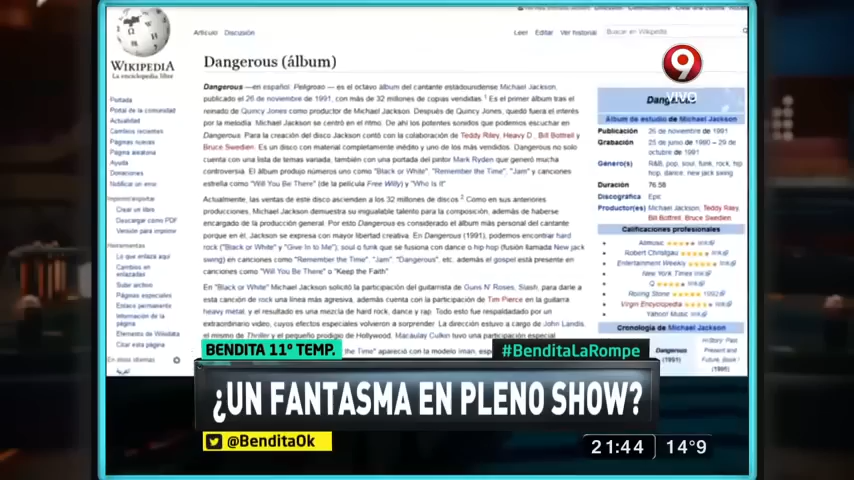 WIKIPEDIA
La enciclopedia libre
Portada
Portal de la comunidad
Actualidad
Cambios recientes
Páginas nuevas
Página aleatoria
Ayuda
Donaciones
Notificar un error
Imprimir/exportar
Crear un libro
Descargar como PDF
Versión para imprimir
Herramientas
Lo que enlaza aquí
Cambios en
enlazadas
Subir archivo
Páginas especiales
Enlace permanente
Información de la
página
Elemento de Wikidata
Citar esta página
En otros idiomas
العربية
Artículo Discusión
Leer Editar Ver historial Buscar en Wikipedia
Dangerous (álbum)
Dangerous —en español: Peligroso— es el octavo álbum del cantante estadounidense Michael Jackson,
publicado el 26 de noviembre de 1991, con más de 32 millones de copias vendidas.1 Es el primer álbum tras el
reinado de Quincy Jones como productor de Michael Jackson. Después de Quincy Jones, quedó fuera el interés
por la melodía. Michael Jackson se centró en el ritmo. De ahí los potentes sonidos que podemos escuchar en
Dangerous. Para la creación del disco Jackson contó con la colaboración de Teddy Riley, Heavy D., Bill Bottrell y
Bruce Swedien. Es un disco con material completamente inédito y uno de los más vendidos. Dangerous no solo
cuenta con una lista de temas variada, también con una portada del pintor Mark Ryden que generó mucha
controversia. El álbum produjo números uno como "Black or White", "Remember the Time", "Jam" y canciones
estrella como "Will You Be There" (de la película Free Willy) y "Who Is It"
Actualmente, las ventas de este disco ascienden a los 32 millones de discos.2 Como en sus anteriores
producciones, Michael Jackson demuestra su inigualable talento para la composición, además de haberse
encargado de la producción general. Por esto Dangerous es considerado el álbum más personal del cantante
porque en él, Jackson se expresa con mayor libertad creativa. En Dangerous (1991), podemos encontrar hard
rock ("Black or White" y "Give In to Me"), soul o funk que se fusiona con dance o hip hop (fusión llamada New jack
swing) en canciones como "Remember the Time", "Jam", "Dangerous", etc. además el gospel está presente en
canciones como "Will You Be There" o "Keep the Faith"
En "Black or White" Michael Jackson solicitó la participación del guitarrista de Guns N' Roses, Slash, para darle a
esta canción de rock una línea más agresiva, además cuenta con la participación de Tim Pierce en la guitarra
heavy metal, y el resultado es una mezcla de hard rock, dance y rap. Todo esto fue respaldado por un
extraordinario video, cuyos efectos especiales volvieron a sorprender. La dirección estuvo a cargo de John Landis,
el mismo de Thriller y el pequeño prodigio de Hollywood, Macaulay Culkin tuvo una participación especial.
the Time" apareció con la modelo Iman, esp
9
VIVO
Dangerous
Álbum de estudio de Michael Jackson
Publicación 26 de noviembre de 1991
Grabación 25 de junio de 1990 – 29 de
octubre de 1991
Género(s) R&B, pop, soul, funk, rock, hip
hop, dance, new jack swing
Duración 76:58
Discográfica Epic
Productor(es) Michael Jackson, Teddy Riley,
Bill Bottrell, Bruce Swedien
Calificaciones profesionales
Allmusic link
Robert Christgau link
Entertainment Weekly link
New York Times link
Q link
Rolling Stone 1992
Virgin Encyclopedia link
Yahoo! Music link
Cronología de Michael Jackson
Dangerous
(1991)
HIStory: Past,
Present and
Future, Book I
(1995)
BENDITA 11° TEMP.
#BenditaLaRompe
¿UN FANTASMA EN PLENO SHOW?
@BenditaOk
21:44 14°9